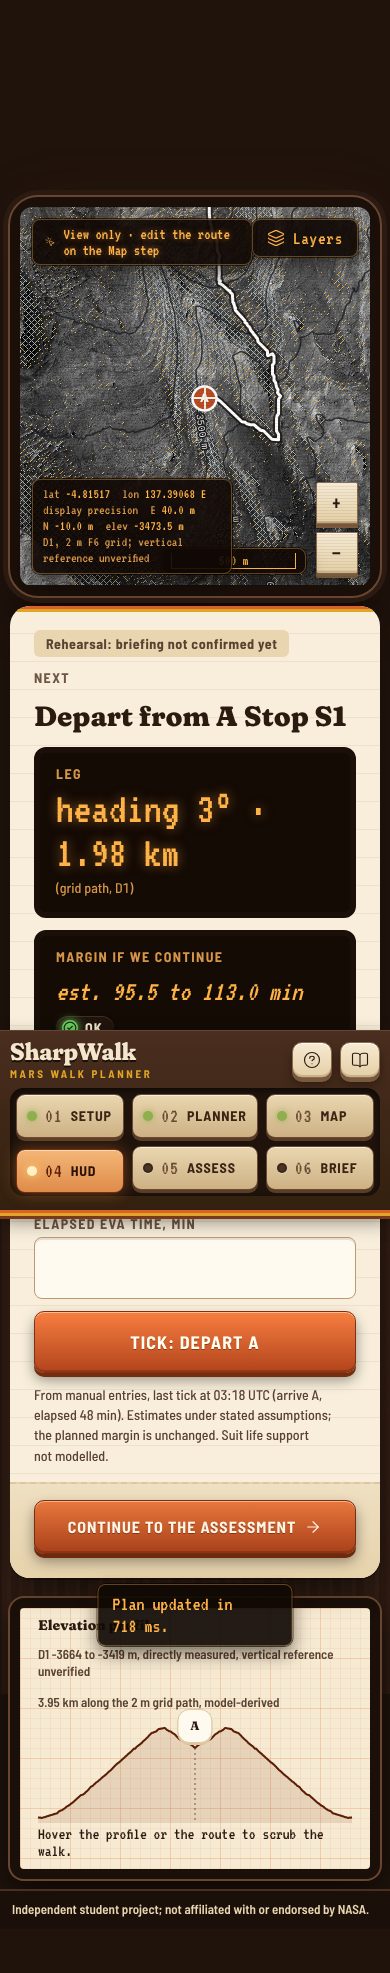 View only · edit the route
on the Map step
Layers
3500 m
lat -4.81517 lon 137.39068 E
display precision E 40.0 m
N -10.0 m elev -3473.5 m
D1, 2 m F6 grid; vertical
reference unverified
m
+
−
Rehearsal: briefing not confirmed yet
NEXT
Depart from A Stop S1
LEG
heading 3° ·
1.98 km
(grid path, D1)
MARGIN IF WE CONTINUE
est. 95.5 to 113.0 min
OK
SharpWalk
MARS WALK PLANNER
01 SETUP
02 PLANNER
03 MAP
04 HUD
05 ASSESS
06 BRIEF
ELAPSED EVA TIME, MIN
TICK: DEPART A
From manual entries, last tick at 03:18 UTC (arrive A,
elapsed 48 min). Estimates under stated assumptions;
the planned margin is unchanged. Suit life support
not modelled.
CONTINUE TO THE ASSESSMENT →
Plan updated in
718 ms.
Elevation
D1 -3664 to -3419 m, directly measured, vertical reference
unverified
3.95 km along the 2 m grid path, model-derived
A
Hover the profile or the route to scrub the
walk.
Independent student project; not affiliated with or endorsed by NASA.